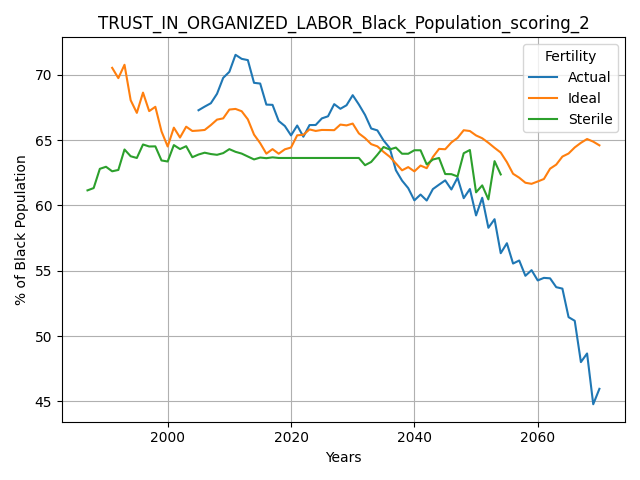 TRUST_IN_ORGANIZED_LABOR_Black_Population_scoring_2
Fertility
Actual
Ideal
Sterile
% of Black Population
70
65
60
55
50
45
2000
2020
2040
2060
Years